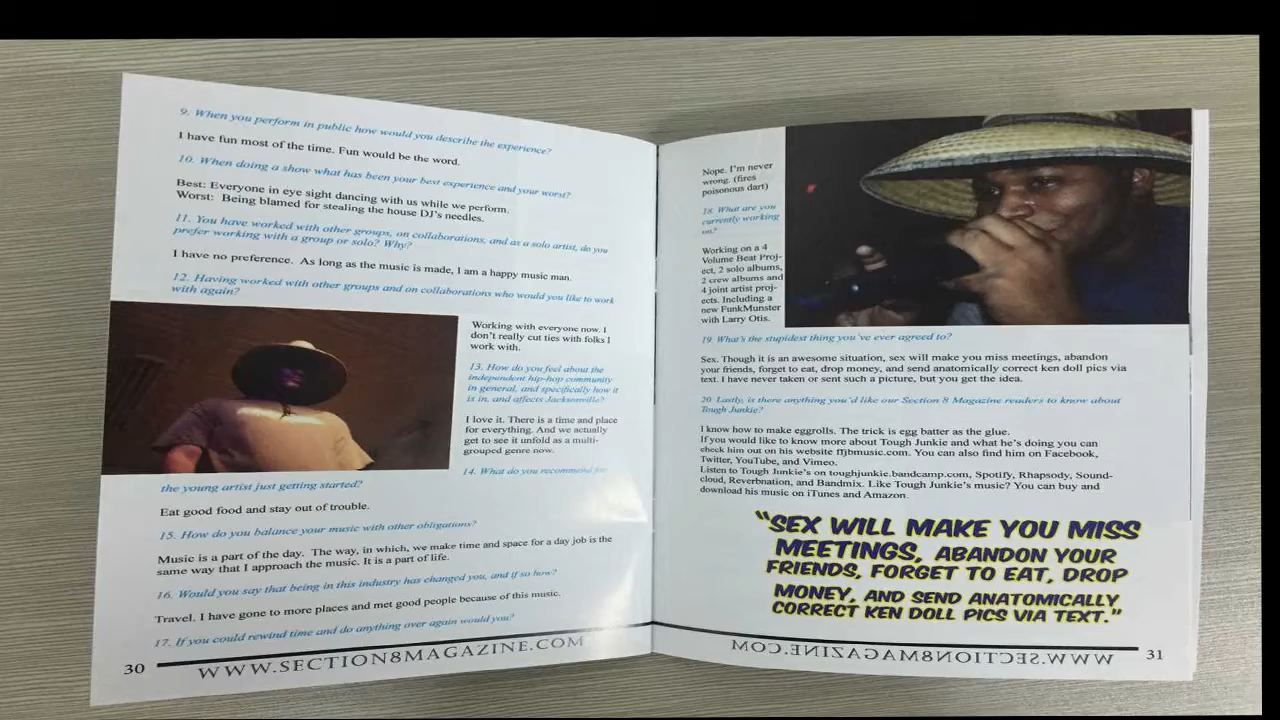 9. When you perform in public how would you describe the experience?
I have fun most of the time. Fun would be the word.
10. When doing a show what has been your best experience and your worst?
Best: Everyone in eye sight dancing with us while we perform.
Worst: Being blamed for stealing the house DJ's needles.
11. You have worked with other groups, on collaborations, and as a solo artist, do you
prefer working with a group or solo? Why?
I have no preference. As long as the music is made, I am a happy music man.
12. Having worked with other groups and on collaborations who would you like to work
with again?
Working with everyone now. I
don't really cut ties with folks I
work with.
13. How do you feel about the
independent hip-hop community
in general, and specifically how it
is in, and affects Jacksonville?
I love it. There is a time and place
for everything. And we actually
get to see it unfold as a multi-
grouped genre now.
14. What do you recommend for
the young artist just getting started?
Eat good food and stay out of trouble.
15. How do you balance your music with other obligations?
Music is a part of the day. The way, in which, we make time and space for a day job is the
same way that I approach the music. It is a part of life.
16. Would you say that being in this industry has changed you, and if so how?
Travel. I have gone to more places and met good people because of this music.
17. If you could rewind time and do anything over again would you?
30 WWW.SECTION8MAGAZINE.COM
Nope. I'm never
wrong. (fires
poisonous dart)
18. What are you
currently working
on?
Working on a 4
Volume Beat Proj-
ect, 2 solo albums,
2 crew albums and
4 joint artist proj-
ects. Including a
new FunkMunster
with Larry Otis.
19. What's the stupidest thing you've ever agreed to?
Sex. Though it is an awesome situation, sex will make you miss meetings, abandon
your friends, forget to eat, drop money, and send anatomically correct ken doll pics via
text. I have never taken or sent such a picture, but you get the idea.
20. Lastly, is there anything you'd like our Section 8 Magazine readers to know about
Tough Junkie?
I know how to make eggrolls. The trick is egg batter as the glue.
If you would like to know more about Tough Junkie and what he's doing you can
check him out on his website ffjbmusic.com. You can also find him on Facebook,
Twitter, YouTube, and Vimeo.
Listen to Tough Junkie's on toughjunkie.bandcamp.com, Spotify, Rhapsody, Sound-
cloud, Reverbnation, and Bandmix. Like Tough Junkie's music? You can buy and
download his music on iTunes and Amazon.
"SEX WILL MAKE YOU MISS
MEETINGS, ABANDON YOUR
FRIENDS, FORGET TO EAT, DROP
MONEY, AND SEND ANATOMICALLY
CORRECT KEN DOLL PICS VIA TEXT."
WWW.SECTION8MAGAZINE.COM 31